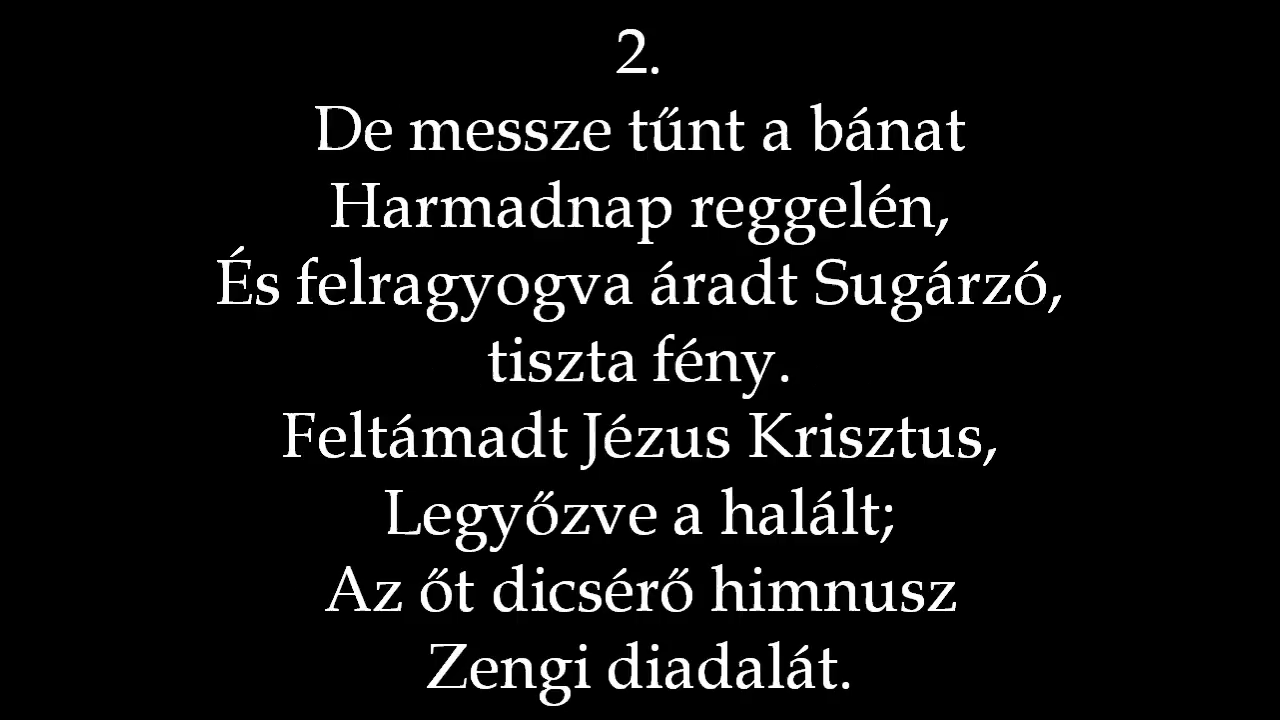 2.
De messze tűnt a bánat
Harmadnap reggelén,
És felragyogva áradt Sugárzó,
tiszta fény.
Feltámadt Jézus Krisztus,
Legyőzve a halált;
Az őt dicsérő himnusz
Zengi diadalát.